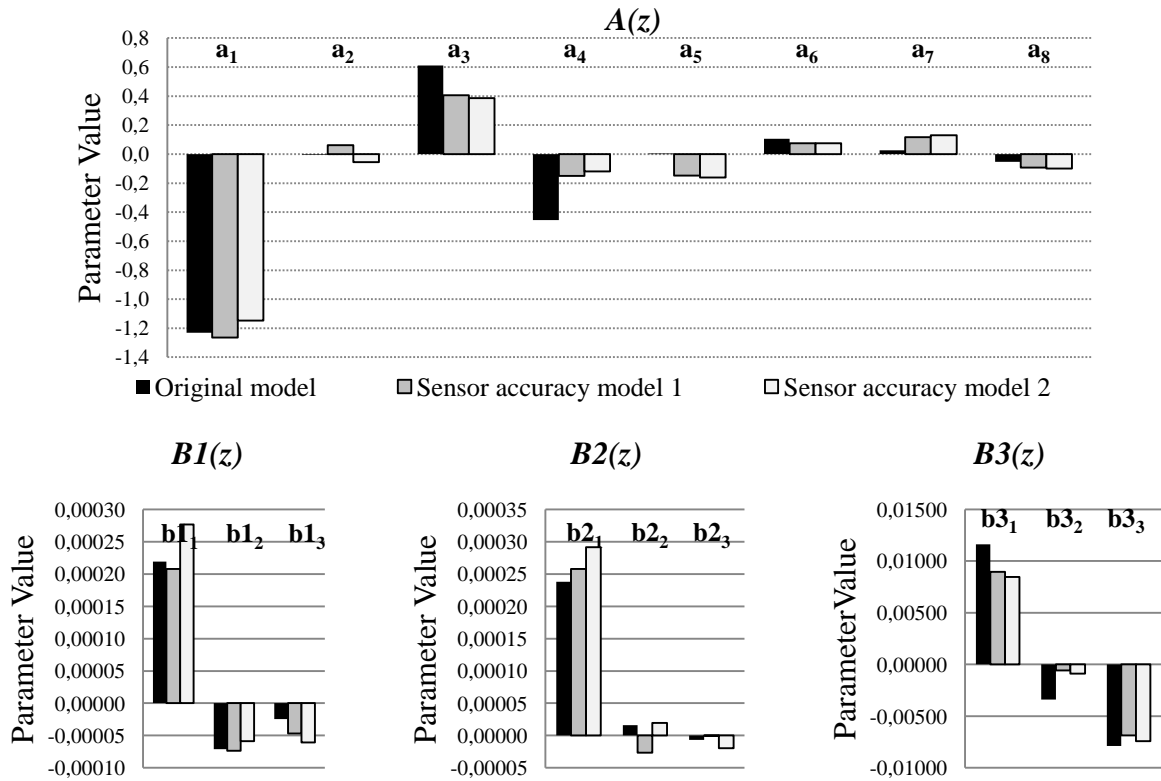 A(z)
a1 a2 a3 a4 a5 a6 a7 a8
Parameter Value
0,8
0,6
0,4
0,2
0,0
-0,2
-0,4
-0,6
-0,8
-1,0
-1,2
-1,4
Original model Sensor accuracy model 1 Sensor accuracy model 2
B1(z)
b11 b12 b13
Parameter Value
0,00030
0,00025
0,00020
0,00015
0,00010
0,00005
0,00000
-0,00005
-0,00010
B2(z)
b21 b22 b23
Parameter Value
0,00035
0,00030
0,00025
0,00020
0,00015
0,00010
0,00005
0,00000
-0,00005
B3(z)
b31 b32 b33
Parameter Value
0,01500
0,01000
0,00500
0,00000
-0,00500
-0,01000